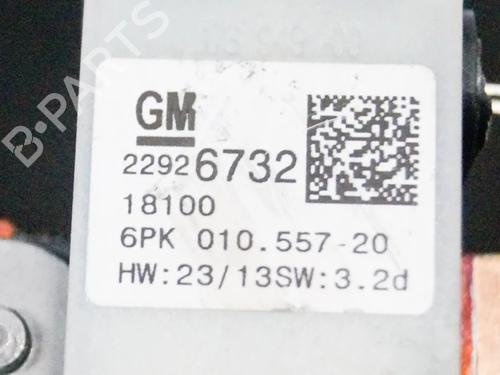 GM
22926732
18100
6PK 010.557-20
HW:23/13SW:3.2d
B-PARTS